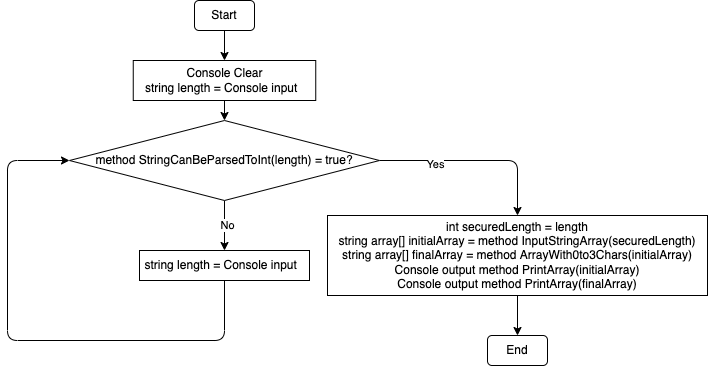 Start
Console Clear
string length = Console input
method StringCanBeParsedToInt(length) = true?
Yes
No
string length = Console input
int securedLength = length
string array[] initialArray = method InputStringArray(securedLength)
string array[] finalArray = method ArrayWith0to3Chars(initialArray)
Console output method PrintArray(initialArray)
Console output method PrintArray(finalArray)
End